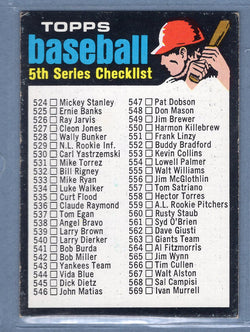 TOPPS
baseball
5th Series Checklist
524 Mickey Stanley
525 Ernie Banks
526 Ray Jarvis
527 Cleon Jones
528 Wally Bunker
529 N.L. Rookie Inf.
530 Carl Yastrzemski
531 Mike Torrez
532 Bill Rigney
533 Mike Ryan
534 Luke Walker
535 Curt Flood
536 Claude Raymond
537 Tom Egan
538 Angel Bravo
539 Larry Brown
540 Larry Dierker
541 Bob Burda
542 Bob Miller
543 Yankees Team
544 Vida Blue
545 Dick Dietz
546 John Matias
547 Pat Dobson
548 Don Mason
549 Jim Brewer
550 Harmon Killebrew
551 Frank Linzy
552 Buddy Bradford
553 Kevin Collins
554 Lowell Palmer
555 Walt Williams
556 Jim McGlothlin
557 Tom Satriano
558 Hector Torres
559 A.L. Rookie Pitchers
560 Rusty Staub
561 Syd O'Brien
562 Dave Giusti
563 Giants Team
564 Al Fitzmorris
565 Jim Wynn
566 Tim Cullen
567 Walt Alston
568 Sal Campisi
569 Ivan Murrell